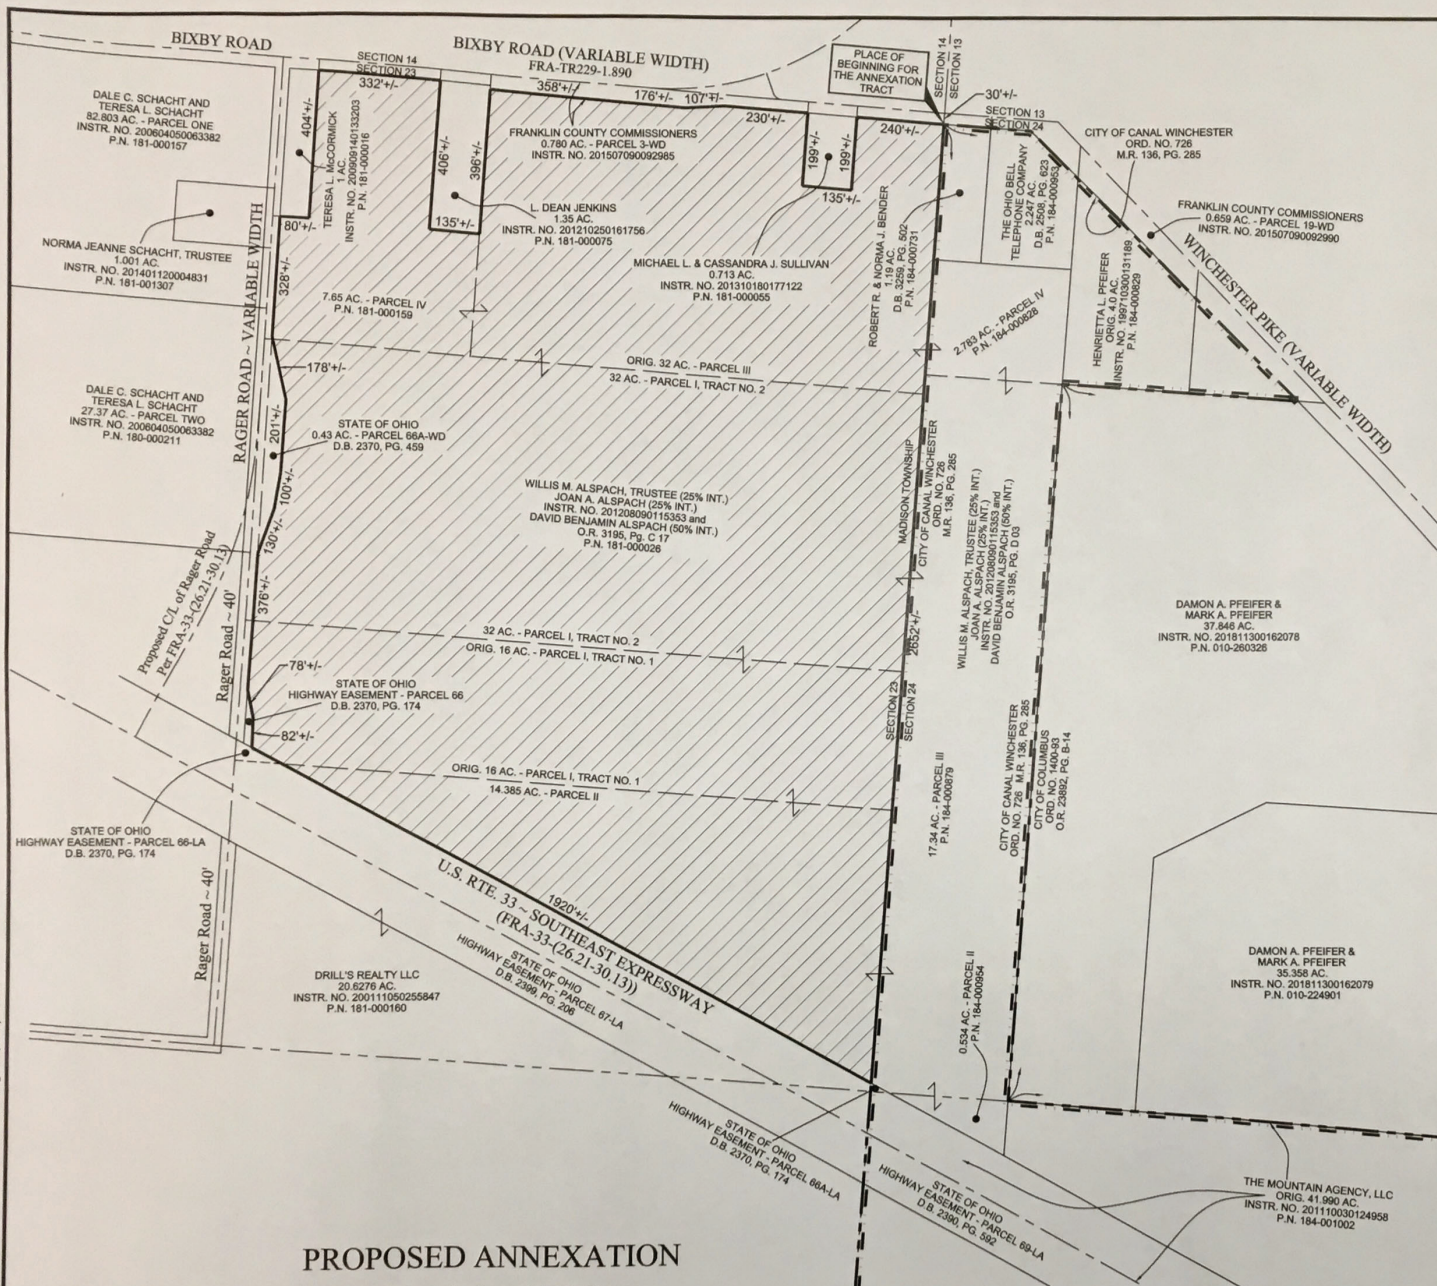 BIXBY ROAD
BIXBY ROAD (VARIABLE WIDTH)
FRA-TR229-1.890
SECTION 14
SECTION 23
332'+/-
358'+/-
176'+/-
107'+/-
230'+/-
240'+/-
PLACE OF
BEGINNING FOR
THE ANNEXATION
TRACT
SECTION 14
SECTION 13
30'+/-
SECTION 13
SECTION 24
CITY OF CANAL WINCHESTER
ORD. NO. 726
M.R. 136, PG. 285
DALE C. SCHACHT AND
TERESA L. SCHACHT
82.803 AC. - PARCEL ONE
INSTR. NO. 200604050063382
P.N. 181-000157
404'+/-
80'+/-
TERESA L. McCORMICK
1 AC.
INSTR. NO. 200909140133203
P.N. 181-0000016
406'+/-
396'+/-
135'+/-
FRANKLIN COUNTY COMMISSIONERS
0.780 AC. - PARCEL 3-WD
INSTR. NO. 201507090092985
199'+/-
199'+/-
135'+/-
L. DEAN JENKINS
1.35 AC.
INSTR. NO. 201210250161756
P.N. 181-000075
MICHAEL L. & CASSANDRA J. SULLIVAN
0.713 AC.
INSTR. NO. 201310180177122
P.N. 181-000055
ROBERT R. & NORMA J. BENDER
1.19 AC.
D.B. 3259, PG. 502
P.N. 184-000731
THE OHIO BELL
TELEPHONE COMPANY
2.247 AC.
D.B. 2508, PG. 623
P.N. 184-000953
HENRIETTA L. PFEIFER
ORIG. 4.0 AC.
INSTR. NO. 199710300131189
P.N. 184-000829
FRANKLIN COUNTY COMMISSIONERS
0.659 AC. - PARCEL 19-WD
INSTR. NO. 201507090092990
WINCHESTER PIKE (VARIABLE WIDTH)
NORMA JEANNE SCHACHT, TRUSTEE
1.001 AC.
INSTR. NO. 201401120004831
P.N. 181-001307
RAGER ROAD ~ VARIABLE WIDTH
328'+/-
7.65 AC. - PARCEL IV
P.N. 181-000159
2.783 AC. - PARCEL IV
P.N. 184-000828
178'+/-
ORIG. 32 AC. - PARCEL III
32 AC. - PARCEL I, TRACT NO. 2
DALE C. SCHACHT AND
TERESA L. SCHACHT
27.37 AC. - PARCEL TWO
INSTR. NO. 200604050063382
P.N. 180-000211
201'+/-
STATE OF OHIO
0.43 AC. - PARCEL 66A-WD
D.B. 2370, PG. 459
100'+/-
130'+/-
376'+/-
WILLIS M. ALSPACH, TRUSTEE (25% INT.)
JOAN A. ALSPACH (25% INT.)
INSTR. NO. 201208090115353 and
DAVID BENJAMIN ALSPACH (50% INT.)
O.R. 3195, Pg. C 17
P.N. 181-000026
MADISON TOWNSHIP
CITY OF CANAL WINCHESTER
ORD. NO. 726
M.R. 136, PG. 285
2652'+/-
WILLIS M. ALSPACH, TRUSTEE (25% INT.)
JOAN A. ALSPACH (25% INT.)
INSTR. NO. 201208090115353 and
DAVID BENJAMIN ALSPACH (50% INT.)
O.R. 3195, PG. D 03
Proposed C/L of Rager Road
Per FRA-33-(26.21-30.13)
Rager Road ~ 40'
DAMON A. PFEIFER &
MARK A. PFEIFER
37.846 AC.
INSTR. NO. 201811300162078
P.N. 010-260326
32 AC. - PARCEL I, TRACT NO. 2
ORIG. 16 AC. - PARCEL I, TRACT NO. 1
78'+/-
STATE OF OHIO
HIGHWAY EASEMENT - PARCEL 66
D.B. 2370, PG. 174
82'+/-
SECTION 23
SECTION 24
CITY OF CANAL WINCHESTER
ORD. NO. 726 M.R. 136, PG. 285
CITY OF COLUMBUS
ORD. NO. 1400-93
O.R. 23892, PG. B-14
17.34 AC. - PARCEL III
P.N. 184-000879
ORIG. 16 AC. - PARCEL I, TRACT NO. 1
14.385 AC. - PARCEL II
STATE OF OHIO
HIGHWAY EASEMENT - PARCEL 66-LA
D.B. 2370, PG. 174
Rager Road ~ 40'
1920'+/-
U.S. RTE. 33 ~ SOUTHEAST EXPRESSWAY
(FRA-33-(26.21-30.13))
STATE OF OHIO
HIGHWAY EASEMENT - PARCEL 67-LA
D.B. 2399, PG. 206
DRILL'S REALTY LLC
20.6276 AC.
INSTR. NO. 200111050255847
P.N. 181-000160
0.534 AC. - PARCEL II
P.N. 184-000954
DAMON A. PFEIFER &
MARK A. PFEIFER
35.358 AC.
INSTR. NO. 201811300162079
P.N. 010-224901
STATE OF OHIO
HIGHWAY EASEMENT - PARCEL 66A-LA
D.B. 2370, PG. 174
STATE OF OHIO
HIGHWAY EASEMENT - PARCEL 69-LA
D.B. 2390, PG. 592
THE MOUNTAIN AGENCY, LLC
ORIG. 41.990 AC.
INSTR. NO. 201110030124958
P.N. 184-001002
PROPOSED ANNEXATION